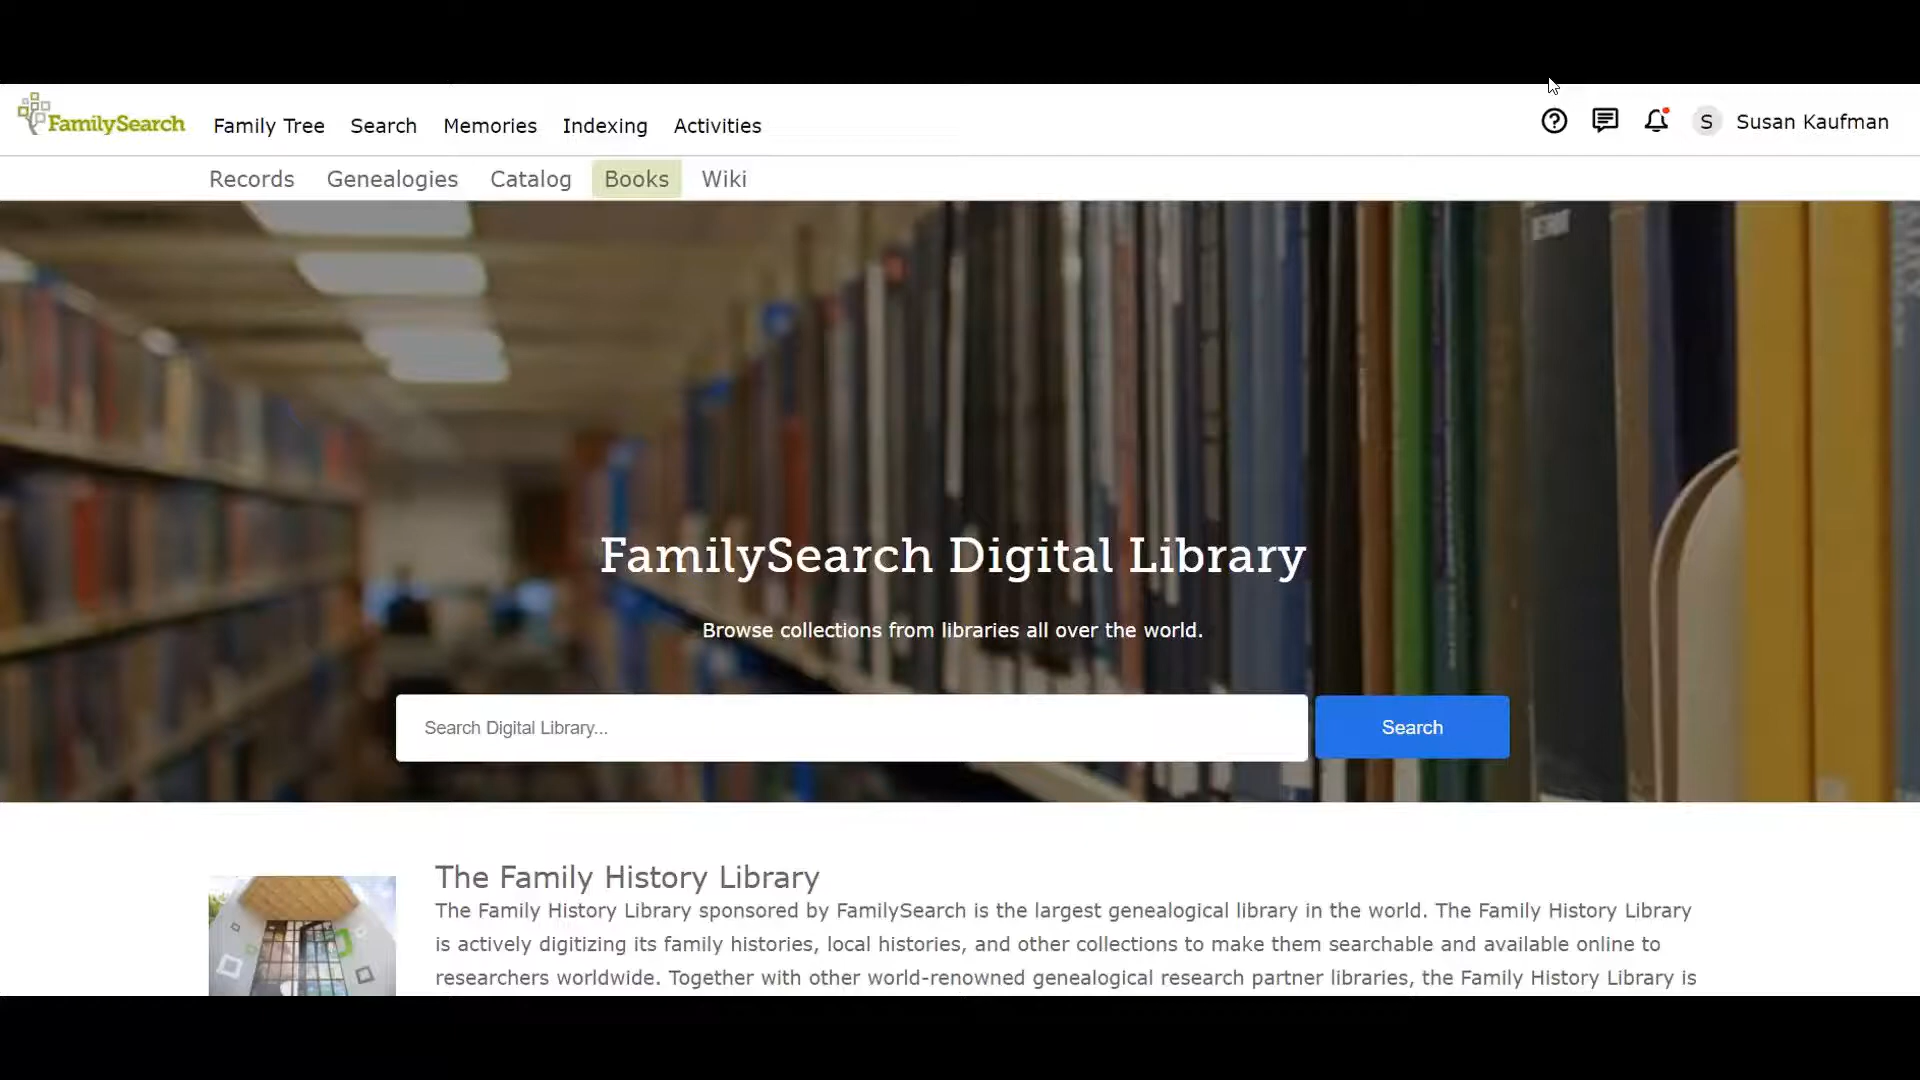 FamilySearch
Family Tree Search Memories Indexing Activities
S Susan Kaufman
Records Genealogies Catalog Books Wiki
FamilySearch Digital Library
Browse collections from libraries all over the world.
Search Digital Library...
Search
The Family History Library
The Family History Library sponsored by FamilySearch is the largest genealogical library in the world. The Family History Library
is actively digitizing its family histories, local histories, and other collections to make them searchable and available online to
researchers worldwide. Together with other world-renowned genealogical research partner libraries, the Family History Library is